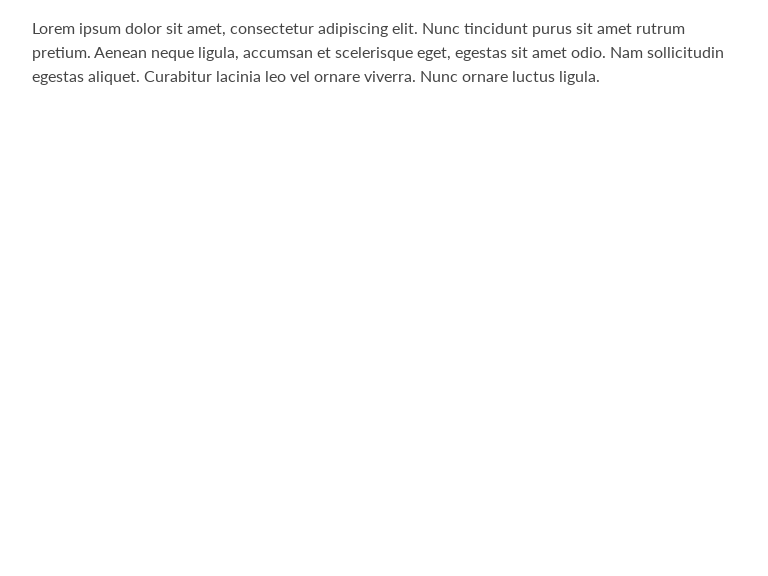 Lorem ipsum dolor sit amet, consectetur adipiscing elit. Nunc tincidunt purus sit amet rutrum
pretium. Aenean neque ligula, accumsan et scelerisque eget, egestas sit amet odio. Nam sollicitudin
egestas aliquet. Curabitur lacinia leo vel ornare viverra. Nunc ornare luctus ligula.